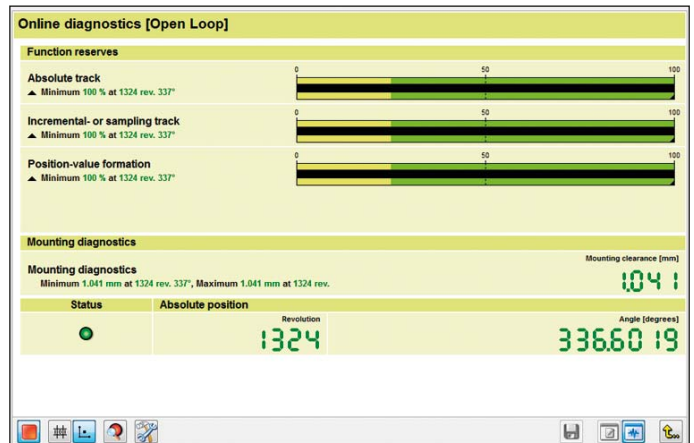 Online diagnostics [Open Loop]
Function reserves
0 50 100
Absolute track
Minimum 100 % at 1324 rev. 337°
0 50 100
Incremental- or sampling track
Minimum 100 % at 1324 rev. 337°
0 50 100
Position-value formation
Minimum 100 % at 1324 rev. 337°
Mounting diagnostics
Mounting clearance [mm]
Mounting diagnostics
Minimum 1.041 mm at 1324 rev. 337°, Maximum 1.041 mm at 1324 rev.
1.041
Status Absolute position
Revolution Angle [degrees]
1324 336.6019